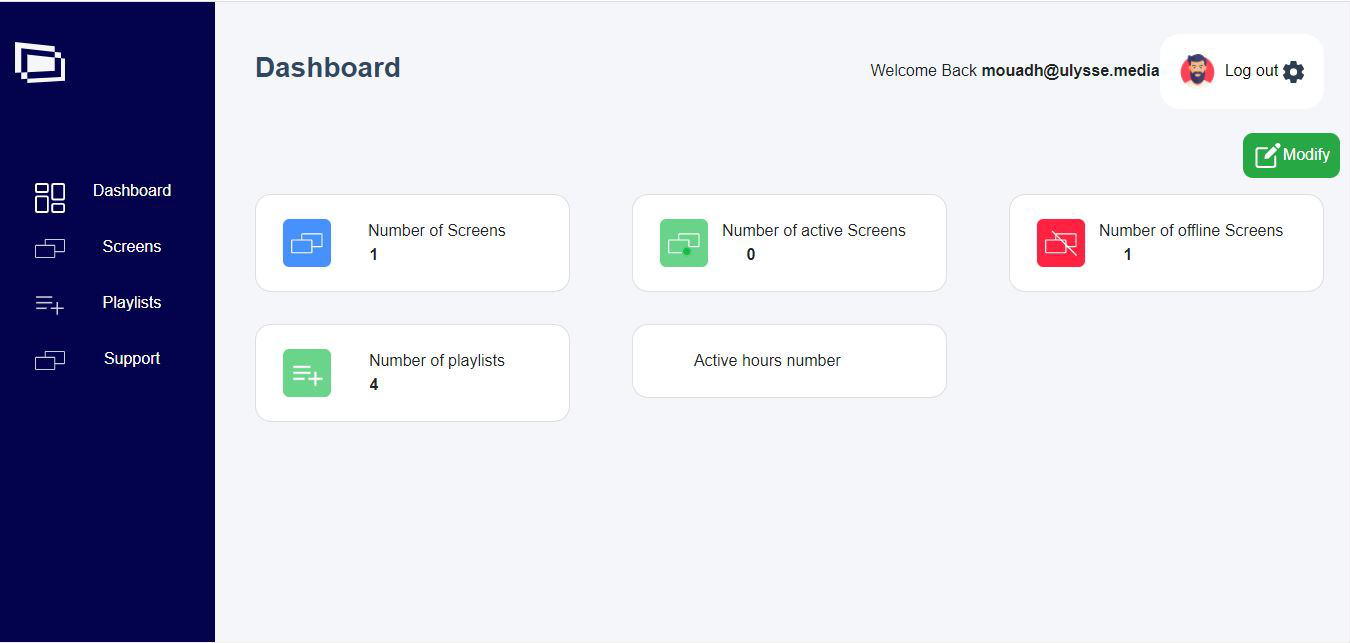 Dashboard
Welcome Back mouadh@ulysse.media
Log out
Modify
Dashboard
Screens
Playlists
Support
Number of Screens
1
Number of active Screens
0
Number of offline Screens
1
Number of playlists
4
Active hours number